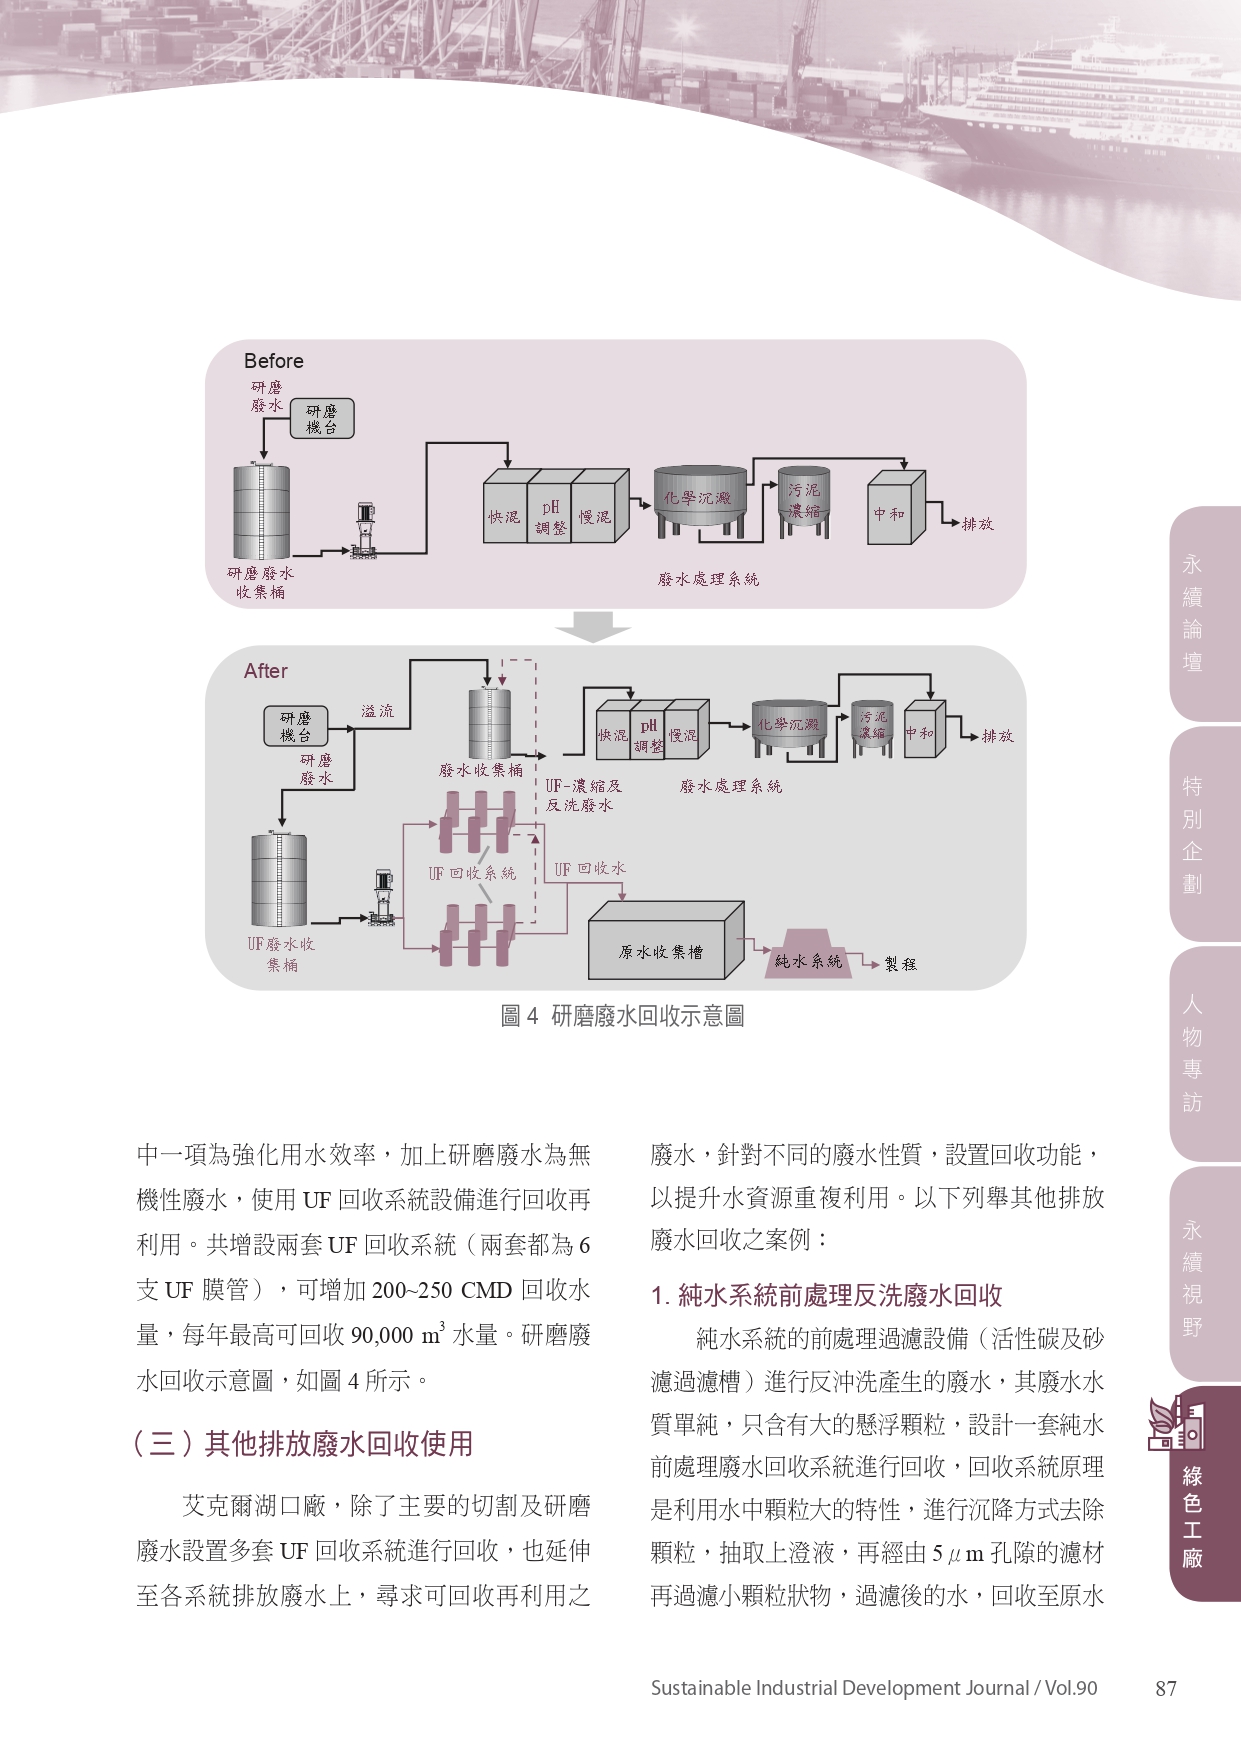 Before
研磨
廢水
研磨
機台
研磨廢水
收集桶
快混
pH
調整
慢混
化學沉澱
污泥
濃縮
中和
排放
廢水處理系統
After
研磨
機台
溢流
研磨
廢水
廢水收集桶
UF-濃縮及
反洗廢水
快混
pH
調整
慢混
化學沉澱
污泥
濃縮
中和
排放
廢水處理系統
UF廢水收
集桶
UF 回收系統
UF 回收水
原水收集槽
純水系統
製程
圖 4 研磨廢水回收示意圖
中一項為強化用水效率，加上研磨廢水為無
機性廢水，使用 UF 回收系統設備進行回收再
利用。共增設兩套 UF 回收系統（兩套都為 6
支 UF 膜管），可增加 200~250 CMD 回收水
量，每年最高可回收 90,000 m³ 水量。研磨廢
水回收示意圖，如圖 4 所示。
（三）其他排放廢水回收使用
艾克爾湖口廠，除了主要的切割及研磨
廢水設置多套 UF 回收系統進行回收，也延伸
至各系統排放廢水上，尋求可回收再利用之
廢水，針對不同的廢水性質，設置回收功能，
以提升水資源重複利用。以下列舉其他排放
廢水回收之案例：
1. 純水系統前處理反洗廢水回收
純水系統的前處理過濾設備（活性碳及砂
濾過濾槽）進行反沖洗產生的廢水，其廢水水
質單純，只含有大的懸浮顆粒，設計一套純水
前處理廢水回收系統進行回收，回收系統原理
是利用水中顆粒大的特性，進行沉降方式去除
顆粒，抽取上澄液，再經由 5 μm 孔隙的濾材
再過濾小顆粒狀物，過濾後的水，回收至原水
永續論壇
特別企劃
人物專訪
永續視野
綠色工廠
Sustainable Industrial Development Journal / Vol.90
87